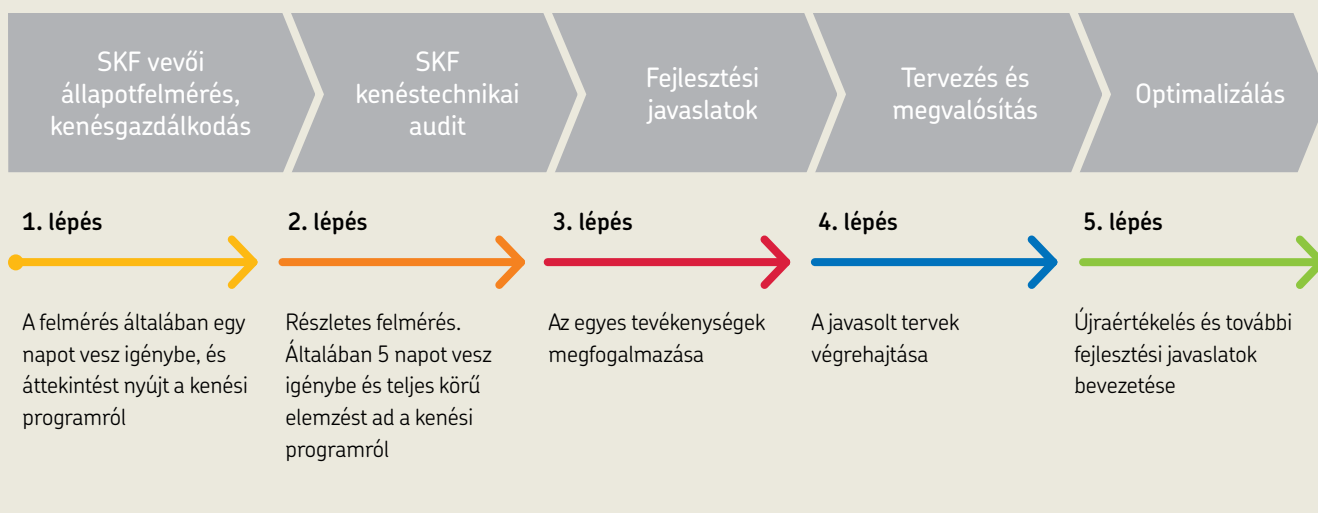 SKF vevői
állapotfelmérés,
kenésgazdálkodás
SKF
kenéstechnikai
audit
Fejlesztési
javaslatok
Tervezés és
megvalósítás
Optimalizálás
1. lépés
2. lépés
3. lépés
4. lépés
5. lépés
A felmérés általában egy
napot vesz igénybe, és
áttekintést nyújt a kenési
programról
Részletes felmérés.
Általában 5 napot vesz
igénybe és teljes körű
elemzést ad a kenési
programról
Az egyes tevékenységek
megfogalmazása
A javasolt tervek
végrehajtása
Újraértékelés és további
fejlesztési javaslatok
bevezetése